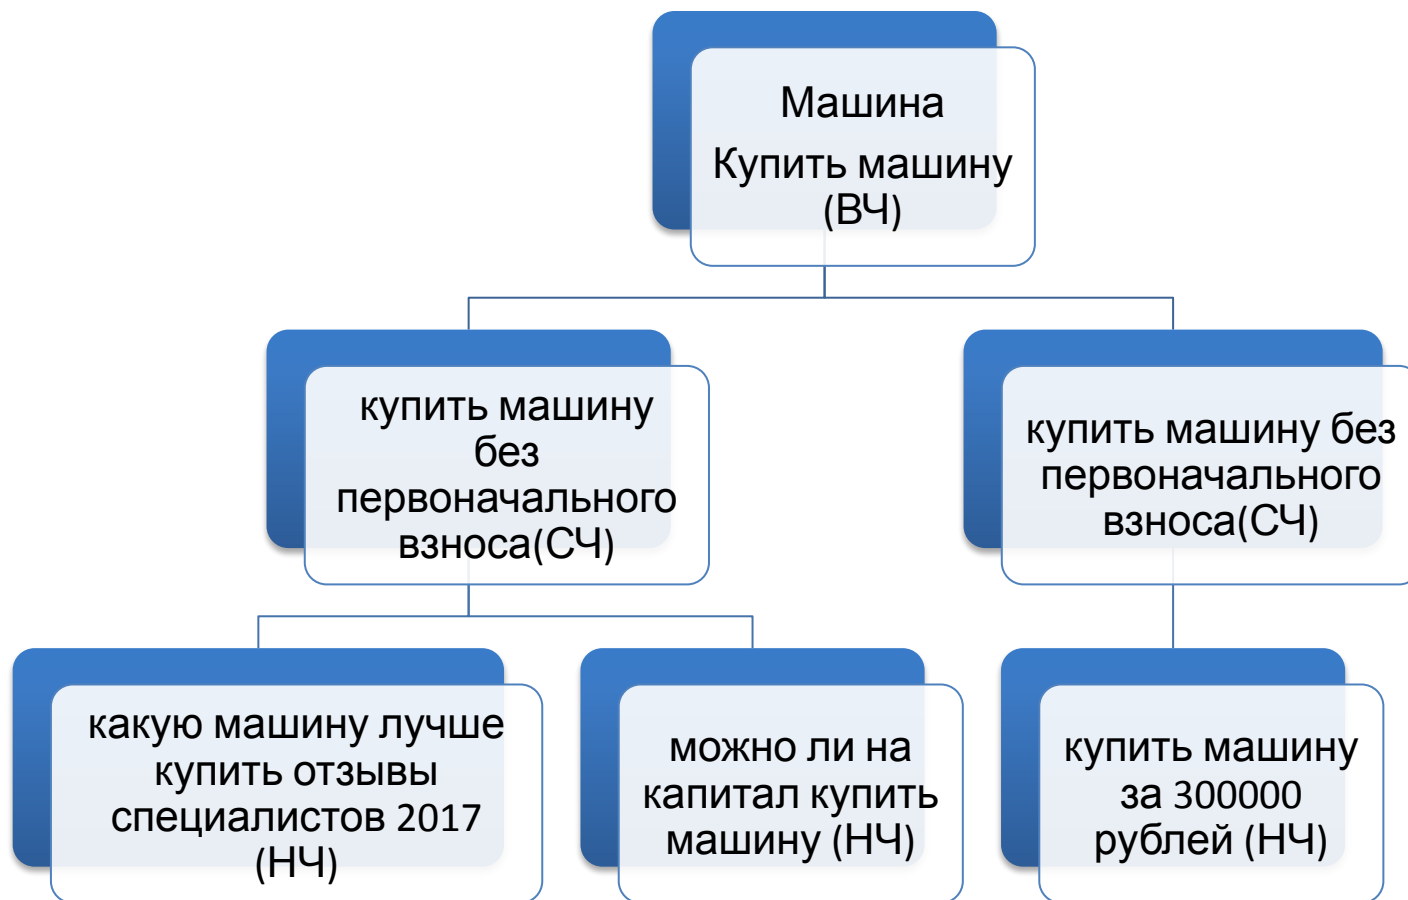 Машина
Купить машину
(ВЧ)
купить машину
без
первоначального
взноса(СЧ)
купить машину без
первоначального
взноса(СЧ)
какую машину лучше
купить отзывы
специалистов 2017
(НЧ)
можно ли на
капитал купить
машину (НЧ)
купить машину
за 300000
рублей (НЧ)